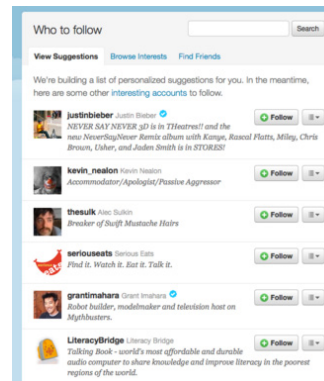 Who to follow
Search
View Suggestions Browse Interests Find Friends
We're building a list of personalized suggestions for you. In the meantime,
here are some other interesting accounts to follow.
justinbieber Justin Bieber
Follow
NEVER SAY NEVER 3D is in THeatres!! and the
new NeverSayNever Remix album with Kanye, Rascal Flatts, Miley, Chris
Brown, Usher, and Jaden Smith is in STORES!
kevin_nealon Kevin Nealon
Follow
Accommodator/Apologist/Passive Aggressor
thesulk Alec Sulkin
Follow
Breaker of Swift Mustache Hairs
seriouseats Serious Eats
Follow
Find it. Watch it. Eat it. Talk it.
grantimahara Grant Imahara
Follow
Robot builder, modelmaker and television host on
Mythbusters.
LiteracyBridge Literacy Bridge
Follow
Talking Book - world's most affordable and durable
audio computer to share knowledge and improve literacy in the poorest
regions of the world.